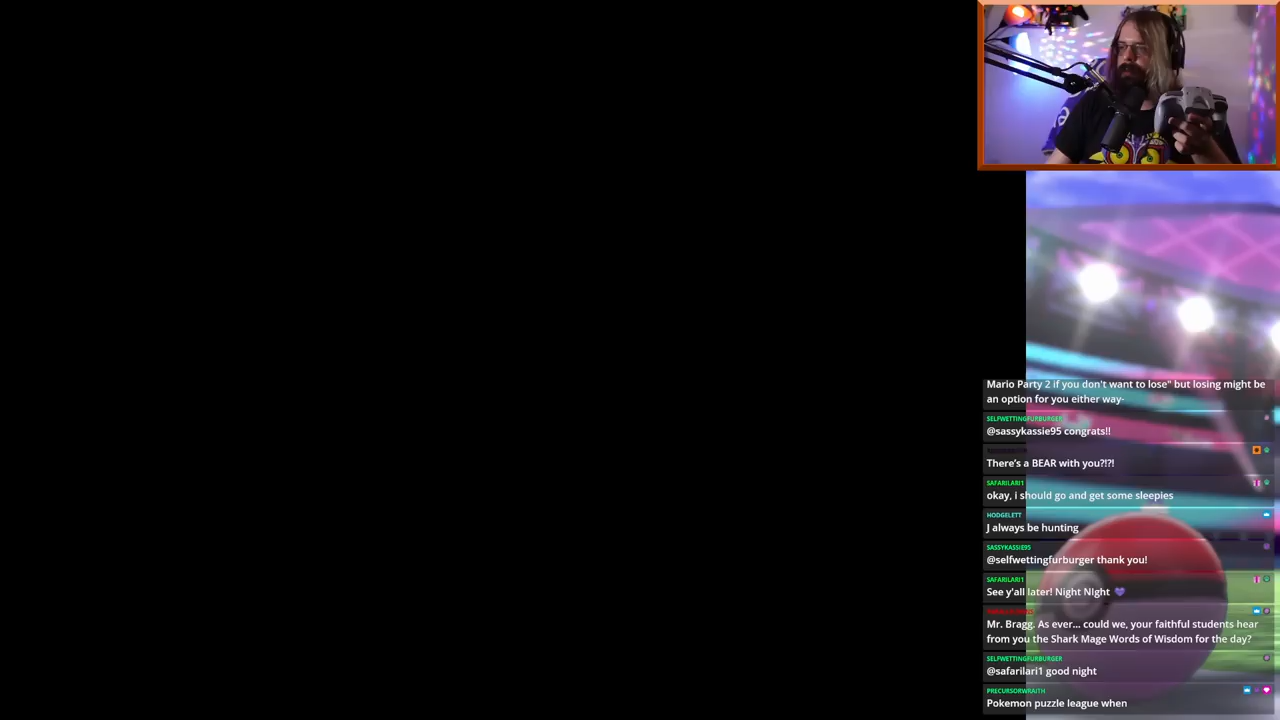 Mario Party 2 if you don't want to lose" but losing might be
an option for you either way-
SELFWETTINGFURBURGER
@sassykassie95 congrats!!
There's a BEAR with you?!?!
SAFARILARI1
okay, i should go and get some sleepies
HODGELETT
J always be hunting
SASSYKASSIE95
@selfwettingfurburger thank you!
SAFARILARI1
See y'all later! Night NIght
Mr. Bragg. As ever... could we, your faithful students hear
from you the Shark Mage Words of Wisdom for the day?
SELFWETTINGFURBURGER
@safarilari1 good night
PRECURSORWRAITH
Pokemon puzzle league when